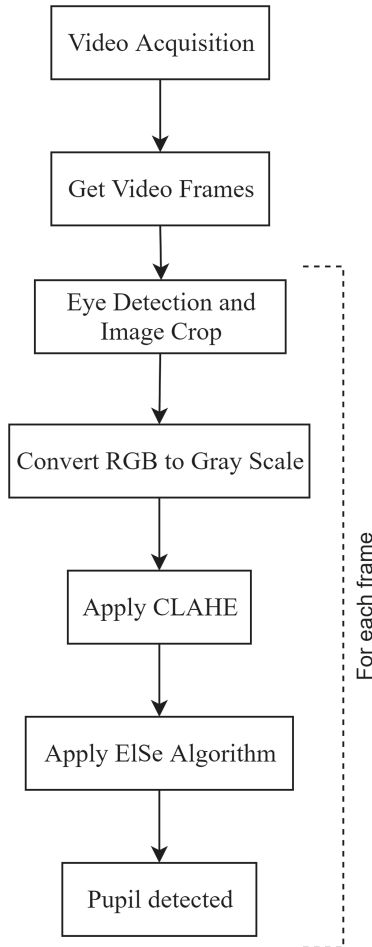 Video Acquisition
Get Video Frames
Eye Detection and
Image Crop
Convert RGB to Gray Scale
Apply CLAHE
Apply ElSe Algorithm
Pupil detected
For each frame